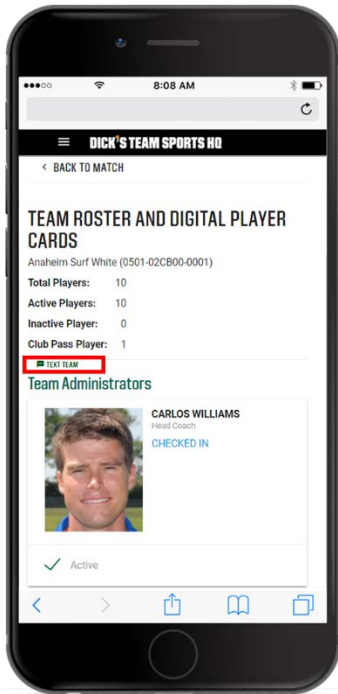 8:08 AM
DICK'S TEAM SPORTS HQ
< BACK TO MATCH
TEAM ROSTER AND DIGITAL PLAYER
CARDS
Anaheim Surf White (0501-02CB00-0001)
Total Players: 10
Active Players: 10
Inactive Player: 0
Club Pass Player: 1
TEXT TEAM
Team Administrators
CARLOS WILLIAMS
Head Coach
CHECKED IN
Active